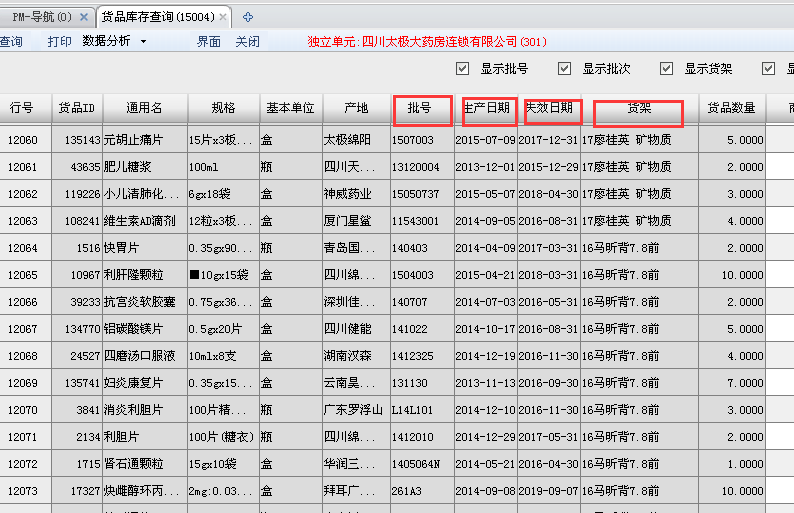 PM-导航(0) 货品库存查询(15004)
查询 打印 数据分析 界面 关闭 独立单元:四川太极大药房连锁有限公司(301)
显示批号 显示批次 显示货架 显
行号 货品ID 通用名 规格 基本单位 产地 批号 生产日期 失效日期 货架 货品数量
12060 135143 元胡止痛片 15片x3板... 盒 太极绵阳 1507003 2015-07-09 2017-12-31 17廖桂英 矿物质 5.0000
12061 43635 肥儿糖浆 100ml 瓶 四川天... 13120004 2013-12-01 2015-12-29 17廖桂英 矿物质 2.0000
12062 119226 小儿清肺化... 6gx18袋 盒 神威药业 15050737 2015-05-07 2018-04-30 17廖桂英 矿物质 3.0000
12063 108241 维生素AD滴剂 12粒x3板... 盒 厦门星鲨 11543001 2014-09-05 2016-08-31 17廖桂英 矿物质 4.0000
12064 1516 快胃片 0.35gx90... 瓶 青岛国... 140403 2014-04-09 2017-03-31 16马昕背7.8前 2.0000
12065 10967 利肝隆颗粒 ■10gx15袋 盒 四川绵... 1504003 2015-04-21 2018-03-31 16马昕背7.8前 10.0000
12066 39233 抗宫炎软胶囊 0.75gx36... 盒 深圳佳... 140707 2014-07-03 2016-05-31 16马昕背7.8前 2.0000
12067 134770 铝碳酸镁片 0.5gx20片 盒 四川健能 141022 2014-10-17 2016-08-31 16马昕背7.8前 5.0000
12068 24527 四磨汤口服液 10mlx8支 盒 湖南汉森 1412325 2014-12-19 2016-11-30 16马昕背7.8前 4.0000
12069 135741 妇炎康复片 0.35gx15... 盒 云南昊... 131130 2013-11-13 2016-09-30 16马昕背7.8前 7.0000
12070 3841 消炎利胆片 100片精... 瓶 广东罗浮山 L14L101 2014-12-10 2016-11-30 16马昕背7.8前 3.0000
12071 2134 利胆片 100片(糖衣) 瓶 四川绵... 1412010 2014-12-29 2017-05-31 16马昕背7.8前 2.0000
12072 1715 肾石通颗粒 15gx10袋 盒 华润三... 1405064N 2014-05-21 2016-04-30 16马昕背7.8前 1.0000
12073 17327 炔雌醇环丙... 2mg:0.03... 盒 拜耳广... 261A3 2014-09-08 2019-09-07 16马昕背7.8前 10.0000